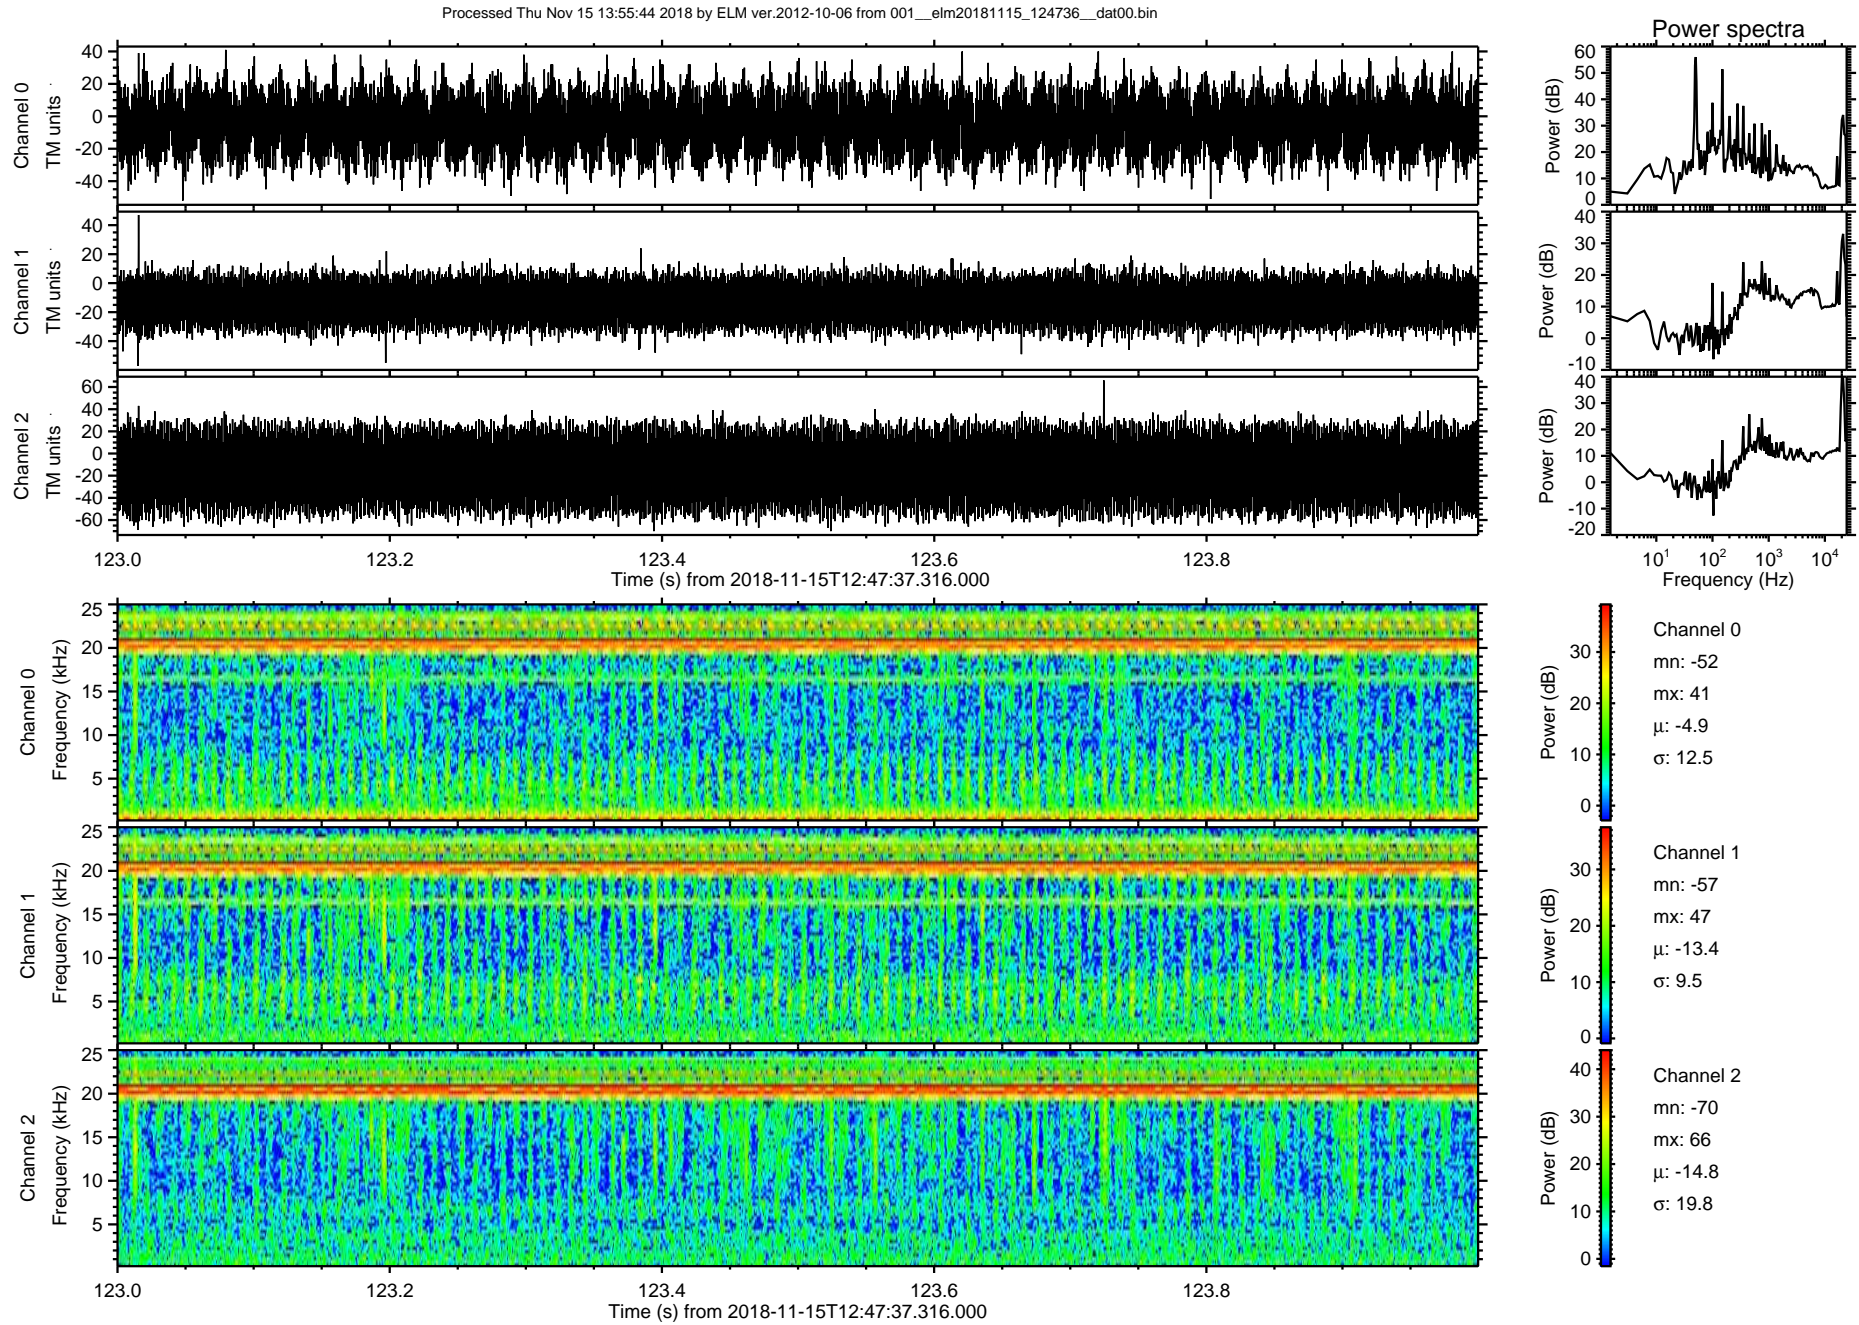 Processed Thu Nov 15 13:55:44 2018 by ELM ver.2012-10-06 from 001__elm20181115_124736__dat00.bin
Power spectra
Channel 0
TM units
40
20
0
-20
-40
Power (dB)
60
50
40
30
20
10
0
Channel 1
TM units
40
20
0
-20
-40
Power (dB)
40
30
20
10
0
-10
Channel 2
TM units
60
40
20
0
-20
-40
-60
Power (dB)
40
30
20
10
0
-10
-20
123.0 123.2 123.4 123.6 123.8
Time (s) from 2018-11-15T12:47:37.316.000
10¹ 10² 10³ 10⁴
Frequency (Hz)
Channel 0
Frequency (kHz)
25
20
15
10
5
Power (dB)
30
20
10
0
Channel 0
mn: -52
mx: 41
μ: -4.9
σ: 12.5
Channel 1
Frequency (kHz)
25
20
15
10
5
Power (dB)
30
20
10
0
Channel 1
mn: -57
mx: 47
μ: -13.4
σ: 9.5
Channel 2
Frequency (kHz)
25
20
15
10
5
Power (dB)
40
30
20
10
0
Channel 2
mn: -70
mx: 66
μ: -14.8
σ: 19.8
123.0 123.2 123.4 123.6 123.8
Time (s) from 2018-11-15T12:47:37.316.000